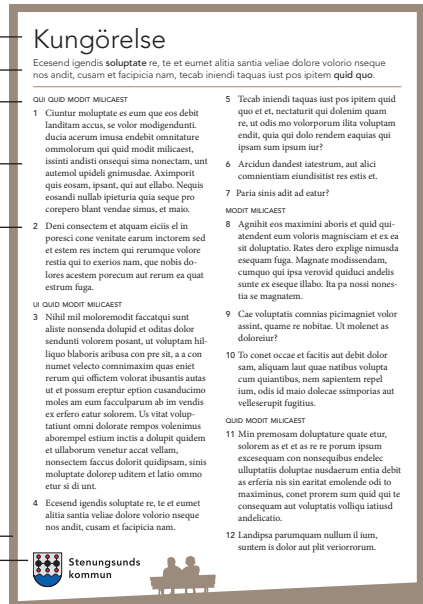 Kungörelse
Ecesend igendis soluptate re, te et eumet alitia santia veliae dolore volorio nseque
nos andit, cusam et facipicia nam, tecab iniendi taquas iust pos ipitem quid quo.
QUI QUID MODIT MILICAEST
1 Ciuntur moluptate es eum que eos debit
landitam accus, se volor modigendunti.
ducia acerum imusa endebit omnitature
ommolorum qui quid modit milicaest,
issinti andisti onsequi sima nonectam, unt
autemol upideli gnimusdae. Aximporit
quis eosam, ipsant, qui aut ellabo. Nequis
eosandi nullab ipieturia quia seque pro
corepero blant vendae simus, et maio.
2 Deni consectem et atquam eiciis el in
poresci cone venitate earum inctorem sed
et estem res inctem qui rerumque volore
restia qui to exerios nam, que nobis do-
lores acestem porecum aut rerum ea quat
estrum fuga.
UI QUID MODIT MILICAEST
3 Nihil mil moloremodit faccatqui sunt
aliste nonsenda dolupid et oditas dolor
sendunti volorem posant, ut voluptam hil-
liquo blaboris aribusa con pre sit, a a con
numet velecto comnimaxim quas eniet
rerum qui offictem volorat ibusantis autas
ut et possum ereptur eption cusanducimo
moles am eum facculparum ab im vendis
ex erfero eatur solorem. Us vitat volup-
tatiunt omni dolorate rempos volenimus
aborempel estium inctis a dolupit quidem
et ullaborum venetur accat vellam,
nonsectem faccus dolorit quidipsam, sinis
moluptate dolorep uditem et latio ommo
etur si di unt.
4 Ecesend igendis soluptate re, te et eumet
alitia santia veliae dolore volorio nseque
nos andit, cusam et facipicia nam.
5 Tecab iniendi taquas iust pos ipitem quid
quo et et, nectaturit qui dolenim quam
re, ut odis mo volorporum ilita voluptam
endit, quia qui dolo rendem eaquias qui
ipsam sum ipsum iur?
6 Arcidun dandest iatestrum, aut alici
comnientiam eiundisitist res estis et.
7 Paria sinis adit ad eatur?
MODIT MILICAEST
8 Agnihit eos maximini aboris et quid qui-
atendent eum voloris magnisciam et ex ea
sit doluptatio. Rates dero explige nimusda
esequam fuga. Magnate modissendam,
cumquo qui ipsa verovid quiduci andelis
sunte ex eseque illabo. Ita pa nossi nones-
tia se magnatem.
9 Cae voluptatis comnias picimagniet volor
assint, quame re nobitae. Ut molenet as
doloreiur?
10 To conet occae et facitis aut debit dolor
sam, aliquam laut quae natibus volupta
cum quiantibus, nem sapientem repel
ium, odis id maio dolecae ssimporias aut
velleserupit fugitius.
QUID MODIT MILICAEST
11 Min premosam doluptature quate etur,
solorem as et et as re re porum ipsum
excesequam con nonsequibus endelec
ulluptatiis doluptae nusdaerum entia debit
as erferia nis sin earitat emolende odi to
maximinus, conet prorem sum quid qui te
consequam aut voluptatis volliqu iatiusd
andelicatio.
12 Landipsa parumquam nullum il ium,
suntem is dolor aut plit veriorrorum.
Stenungsunds
kommun